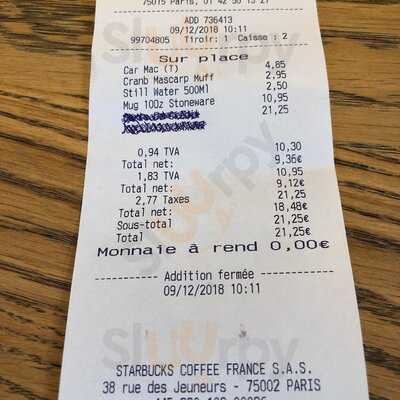 75015 Paris, 01 42 50 13 27
ADD 736413
09/12/2018 10:11
99704805 Tiroir: 1 Caisse : 2
Sur place
Car Mac (T) 4,85
Cranb Mascarp Muff 2,95
Still Water 500Ml 2,50
Mug 10Oz Stoneware 10,95
21,25
0,94 TVA 10,30
Total net: 9,36€
1,83 TVA 10,95
Total net: 9,12€
2,77 Taxes 21,25
Total net: 18,48€
Sous-total 21,25€
Total 21,25€
Monnaie à rend 0,00€
Addition fermée
09/12/2018 10:11
STARBUCKS COFFEE FRANCE S.A.S.
38 rue des Jeuneurs - 75002 PARIS
Sluurpy
Sluurpy